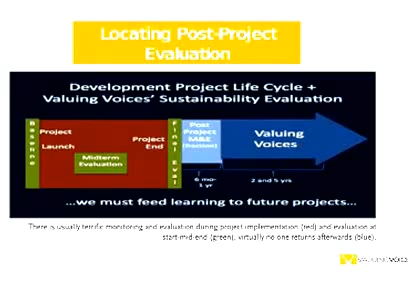 Locating Post-Project
Evaluation
Development Project Life Cycle +
Valuing Voices' Sustainability Evaluation
Baseline
Project
Launch
Midterm
Evaluation
Project
End
Final Eval
Post
Project
M&E
Valuing
Voices
6 mo-
1 yr
2 and 5 yrs
...we must feed learning to future projects...
There is usually terrific monitoring and evaluation during project implementation (red) and evaluation at
start-mid-end (green), virtually no one returns afterwards (blue).
VALUINGVOICES